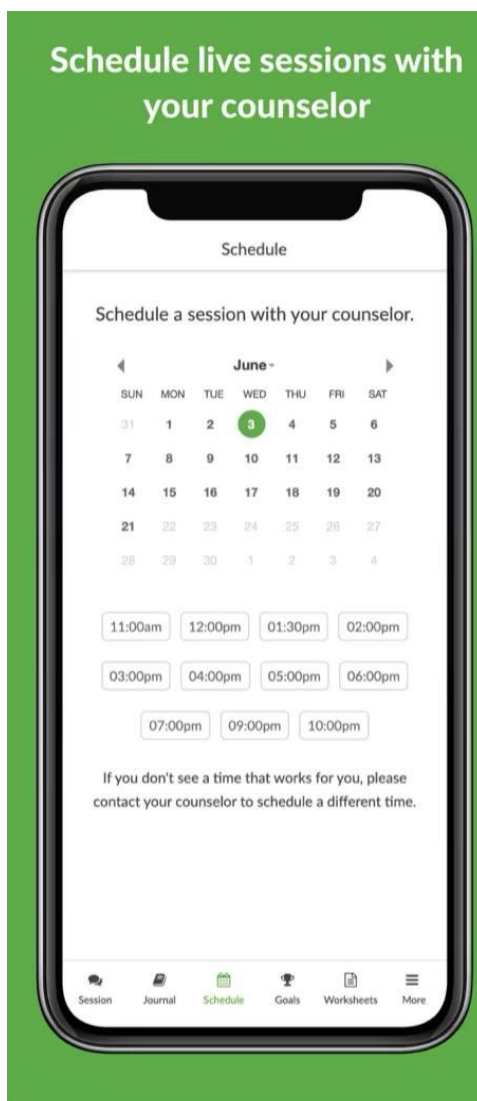 Schedule live sessions with
your counselor
Schedule
Schedule a session with your counselor.
June
SUN MON TUE WED THU FRI SAT
31 1 2 3 4 5 6
7 8 9 10 11 12 13
14 15 16 17 18 19 20
21 22 23 24 25 26 27
28 29 30 1 2 3 4
11:00am 12:00pm 01:30pm 02:00pm
03:00pm 04:00pm 05:00pm 06:00pm
07:00pm 09:00pm 10:00pm
If you don't see a time that works for you, please
contact your counselor to schedule a different time.
Session Journal Schedule Goals Worksheets More